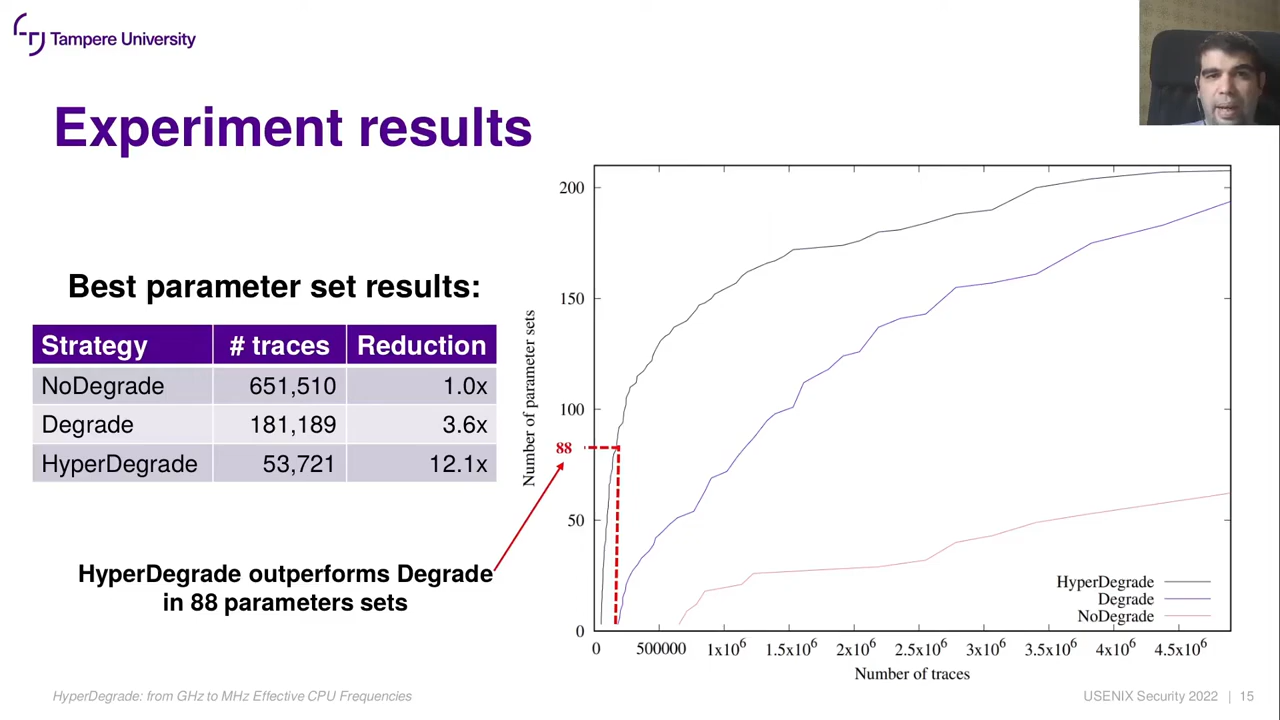 Tampere University
Experiment results
Best parameter set results:
Strategy # traces Reduction
NoDegrade 651,510 1.0x
Degrade 181,189 3.6x
HyperDegrade 53,721 12.1x
HyperDegrade outperforms Degrade
in 88 parameters sets
Number of parameter sets
200
150
100
88
50
0
HyperDegrade
Degrade
NoDegrade
0 500000 1x10⁶ 1.5x10⁶ 2x10⁶ 2.5x10⁶ 3x10⁶ 3.5x10⁶ 4x10⁶ 4.5x10⁶
Number of traces
HyperDegrade: from GHz to MHz Effective CPU Frequencies
USENIX Security 2022 | 15